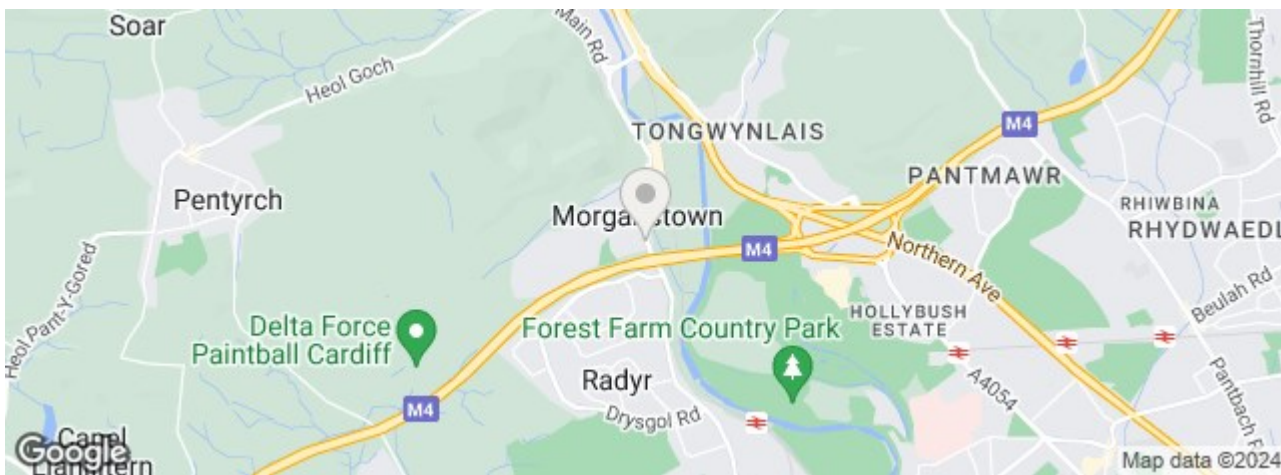 Soar
Main Rd
Heol Goch
Thornhill Rd
M4
TONGWYNLAIS
PANTMAWR
Pentyrch
RHIWBINA
Morganstown
RHYDWAEDL
M4
Northern Ave
Heol Pant-Y-Gored
Beulah Rd
HOLLYBUSH
ESTATE
Delta Force
Paintball Cardiff
Forest Farm Country Park
Radyr
A4054
Pantbach R
M4
Drysgol Rd
Google
Map data ©2024